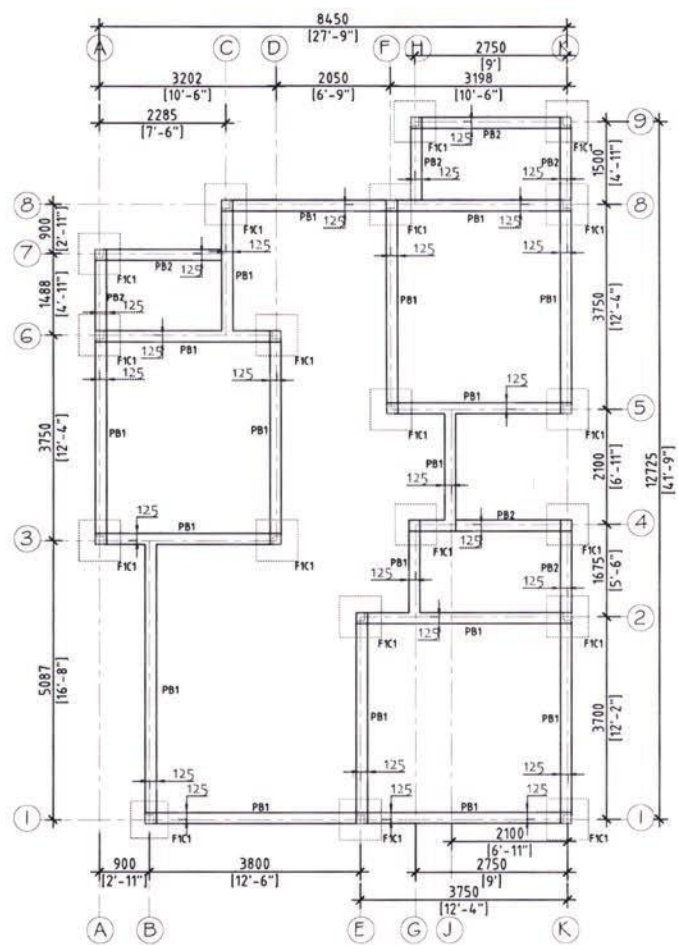 8450
[27'-9"]
A C D F H K
2750
[9']
3202 2050 3198
[10'-6"] [6'-9"] [10'-6"]
2285
[7'-6"]
9
125 PB2
F1C1 F1C1
PB2 PB2
1500
[4'-11"]
125 125
8 8
900
[2'-11"]
PB1 125 PB1 125
F1C1 F1C1 F1C1
7
125 125 125 125
PB2
F1C1
PB1
1488
[4'-11"]
PB2
125
PB1 PB1
3750
[12'-4"]
6
125 PB1
F1C1 F1C1
125 125
PB1
125
5
F1C1 F1C1
3750
[12'-4"]
PB1 PB1
12725
[41'-9"]
2100
[6'-11"]
PB1
125
125 PB1
PB2
4
3
125
F1C1 F1C1
F1C1 F1C1
PB1
PB2
1675
[5'-6"]
125 125
2
125 PB1
F1C1 F1C1
5087
[16'-8"]
PB1 PB1 PB1
3700
[12'-2"]
125 125 125
125 PB1 125 PB1 125
1 1
F1C1 F1C1 F1C1
2100
[6'-11"]
900 3800 2750
[2'-11"] [12'-6"] [9']
3750
[12'-4"]
A B E G J K